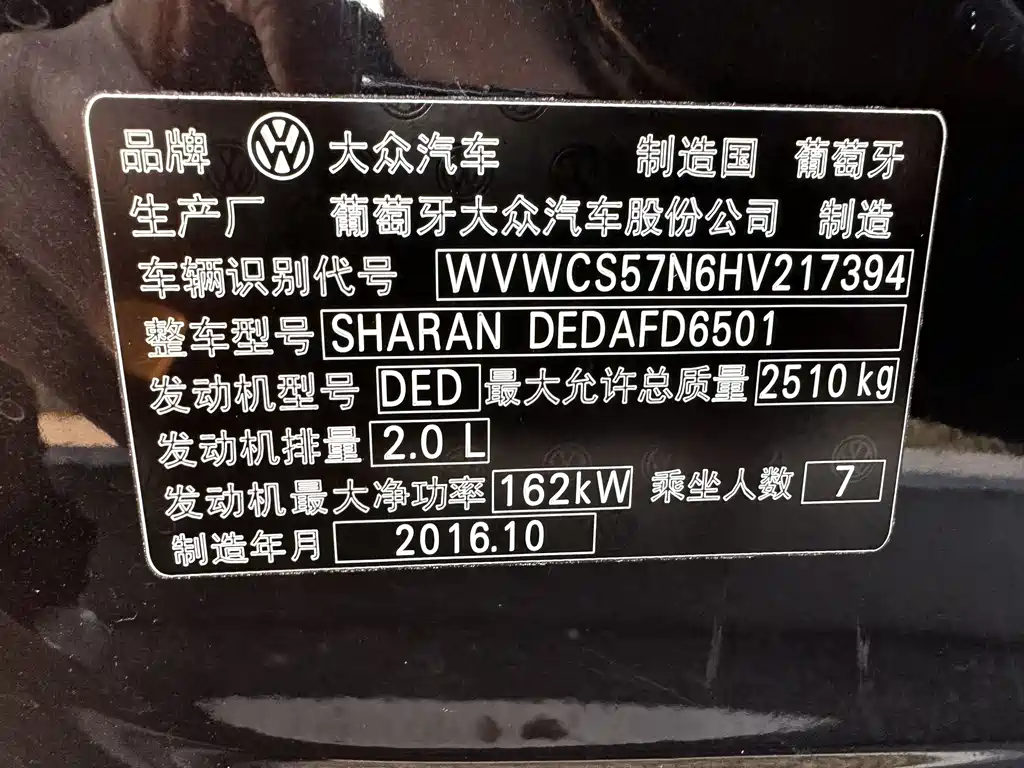 品牌 大众汽车 制造国 葡萄牙
生产厂 葡萄牙大众汽车股份公司 制造
车辆识别代号 WVWCS57N6HV217394
整车型号 SHARAN DEDAFD6501
发动机型号 DED 最大允许总质量 2510 kg
发动机排量 2.0 L
发动机最大净功率 162kW 乘坐人数 7
制造年月 2016.10